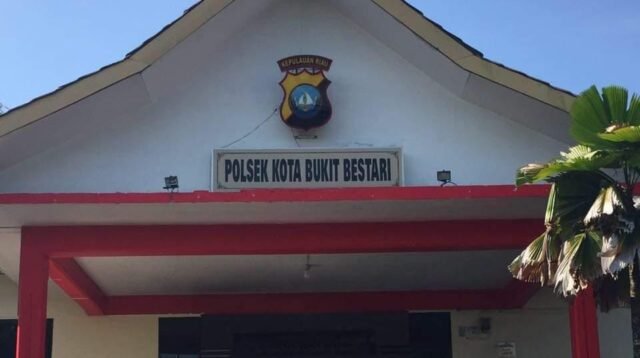 KEPULAUAN RIAU
POLSEK KOTA BUKIT BESTARI